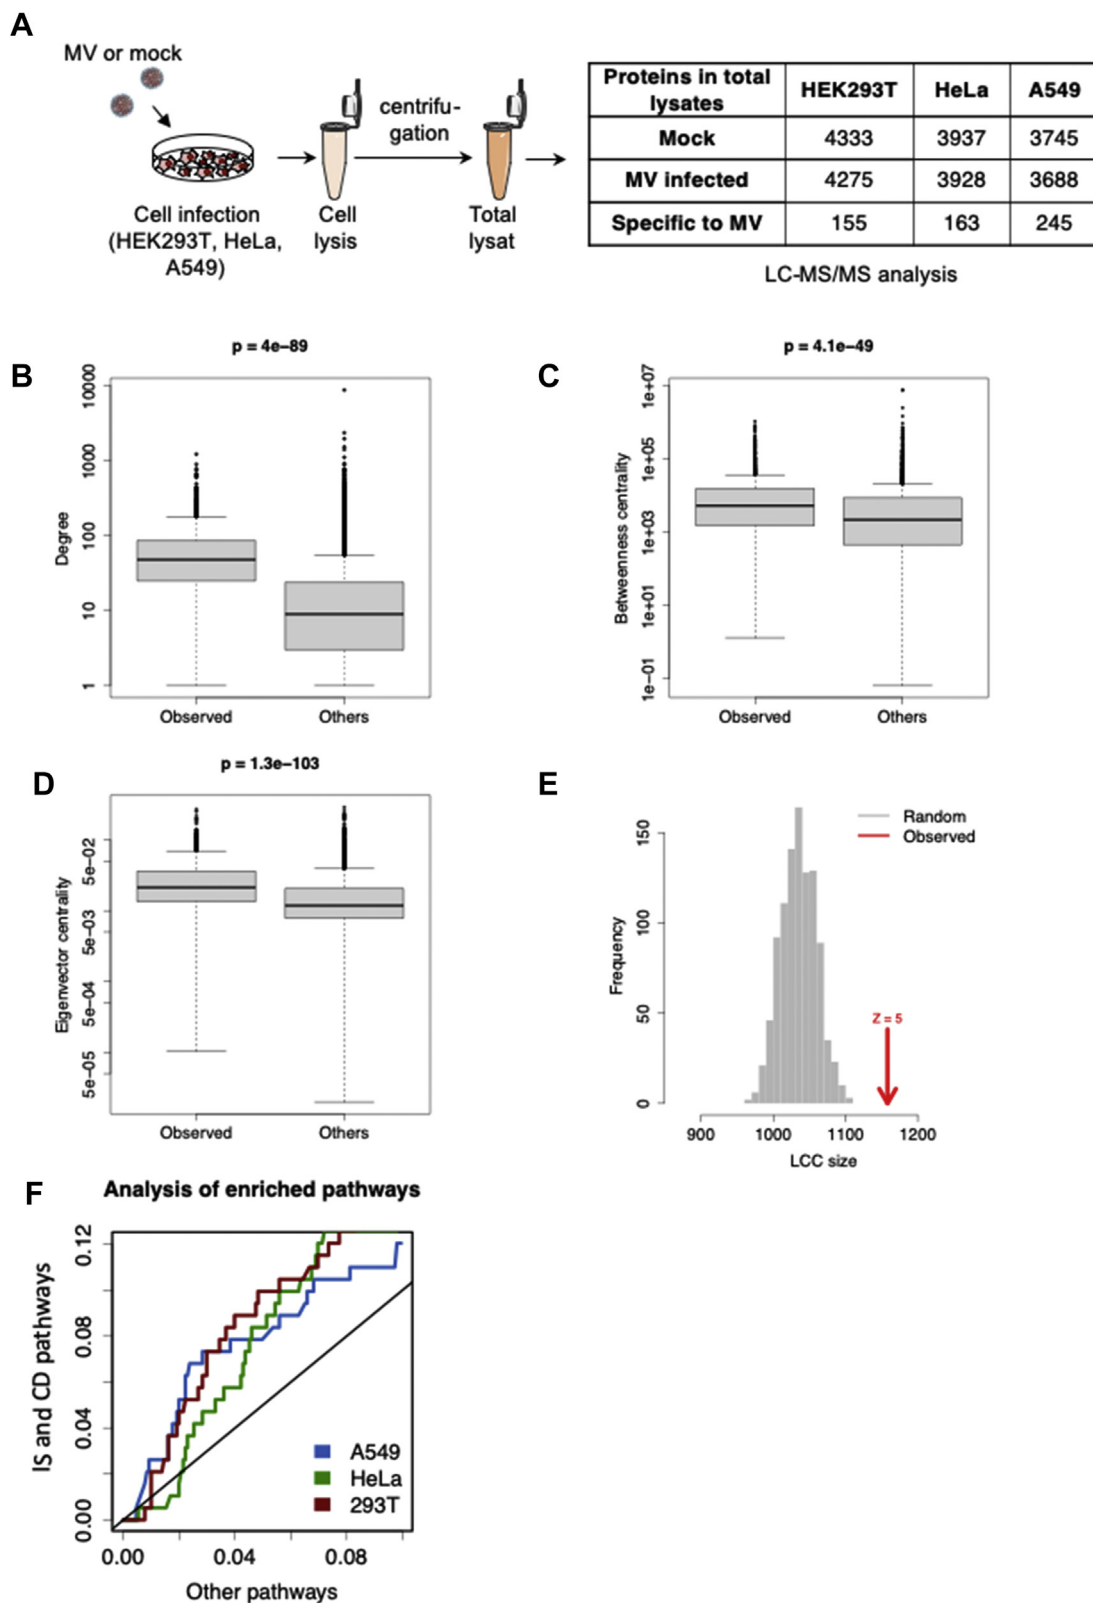 A
MV or mock
Cell infection
(HEK293T, HeLa,
A549)
Cell
lysis
centrifu-
gation
Total
lysat
Proteins in total
lysates
HEK293T
HeLa
A549
Mock
4333
3937
3745
MV infected
4275
3928
3688
Specific to MV
155
163
245
LC-MS/MS analysis
B
p = 4e−89
Degree
10000
1000
100
10
1
Observed
Others
C
p = 4.1e−49
Betweenness centrality
1e+07
1e+05
1e+03
1e+01
1e−01
Observed
Others
D
p = 1.3e−103
Eigenvector centrality
5e−02
5e−03
5e−04
5e−05
Observed
Others
E
Random
Observed
Frequency
150
100
50
0
Z = 5
900
1000
1100
1200
LCC size
F
Analysis of enriched pathways
IS and CD pathways
0.12
0.08
0.04
0.00
A549
HeLa
293T
0.00
0.04
0.08
Other pathways